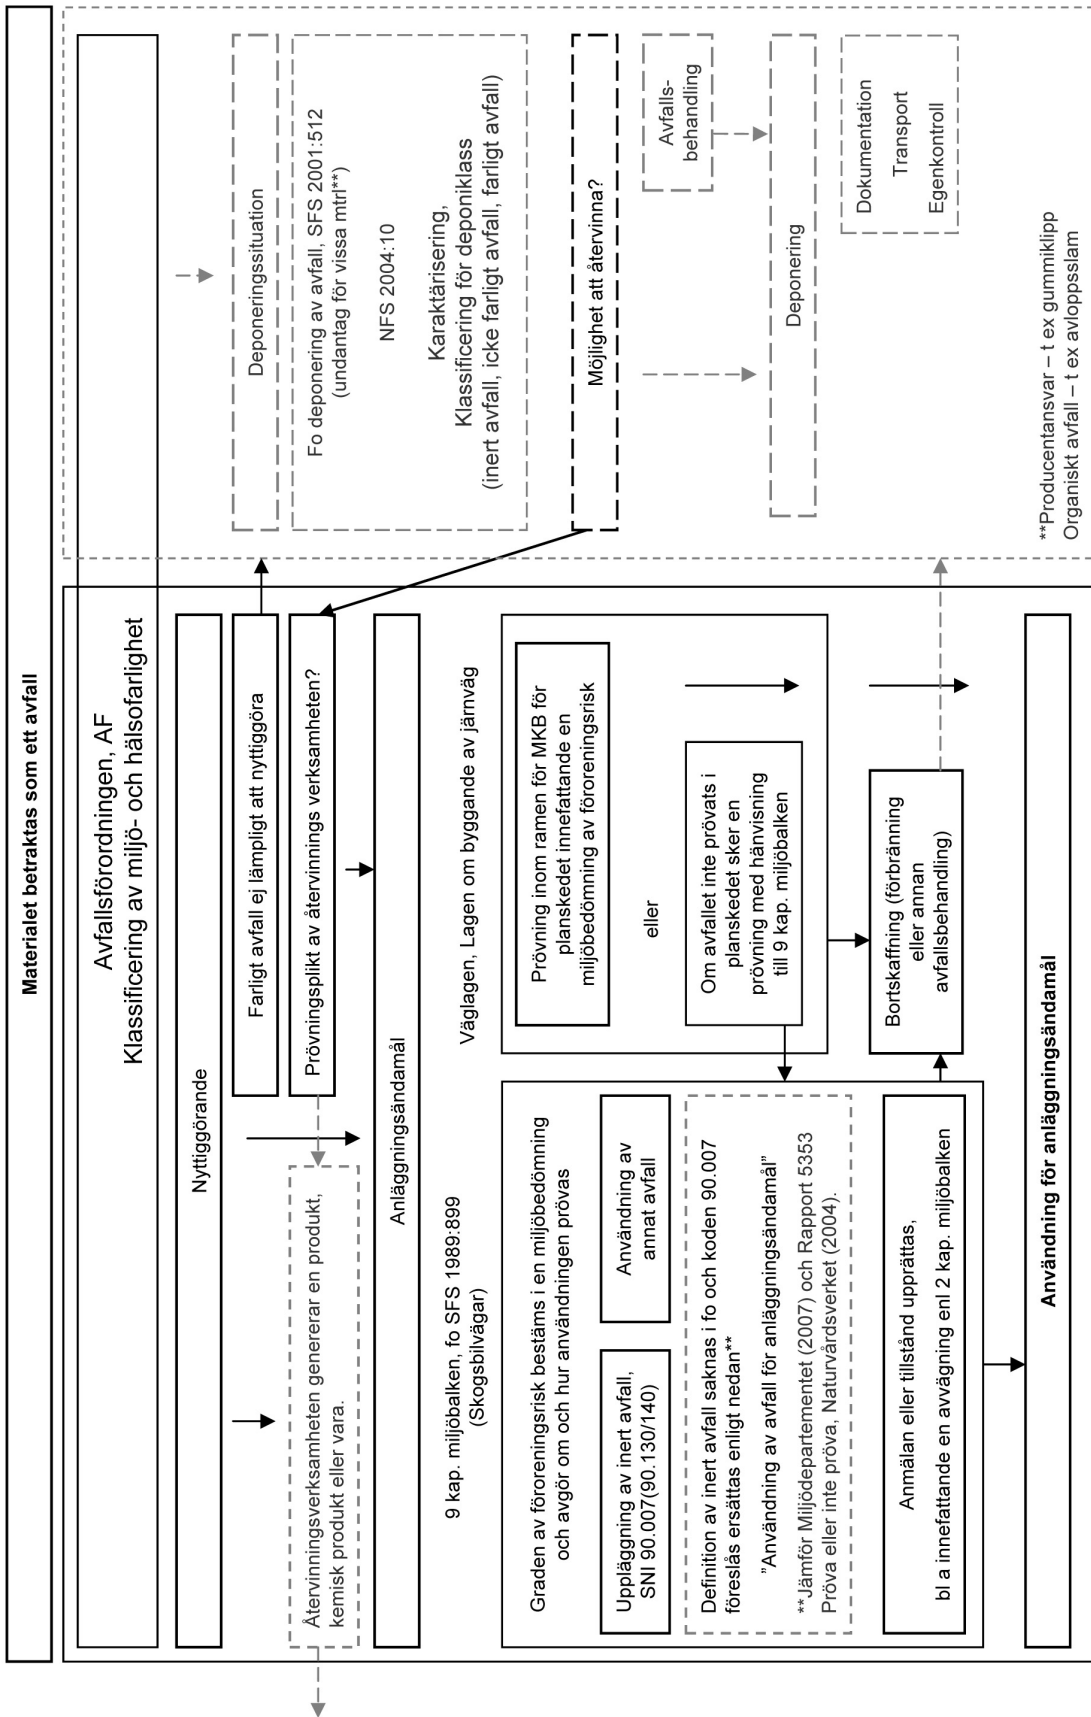 Materialet betraktas som ett avfall
Avfallsförordningen, AF
Klassificering av miljö- och hälsofarlighet
Nyttiggörande
Farligt avfall ej lämpligt att nyttiggöra
Prövningsplikt av återvinnings verksamheten?
Återvinningsverksamheten genererar en produkt,
kemisk produkt eller vara.
Anläggningsändamål
9 kap. miljöbalken, fo SFS 1989:899
(Skogsbilvägar)
Väglagen, Lagen om byggande av järnväg
Graden av föroreningsrisk bestäms i en miljöbedömning
och avgör om och hur användningen prövas
Uppläggning av inert avfall,
SNI 90.007(90.130/140)
Användning av
annat avfall
Definition av inert avfall saknas i fo och koden 90.007
föreslås ersättas enligt nedan**
”Användning av avfall för anläggningsändamål”
**Jämför Miljödepartementet (2007) och Rapport 5353
Pröva eller inte pröva, Naturvårdsverket (2004).
Anmälan eller tillstånd upprättas,
bl a innefattande en avvägning enl 2 kap. miljöbalken
Prövning inom ramen för MKB för
planskedet innefattande en
miljöbedömning av föroreningsrisk
eller
Om avfallet inte prövats i
planskedet sker en
prövning med hänvisning
till 9 kap. miljöbalken
Bortskaffning (förbränning
eller annan
avfallsbehandling)
Användning för anläggningsändamål
Deponeringssituation
Fo deponering av avfall, SFS 2001:512
(undantag för vissa mtrl**)
NFS 2004:10
Karaktärisering,
Klassificering för deponiklass
(inert avfall, icke farligt avfall, farligt avfall)
Möjlighet att återvinna?
Avfalls-
behandling
Deponering
Dokumentation
Transport
Egenkontroll
**Producentansvar – t ex gummiklipp
Organiskt avfall – t ex avloppsslam